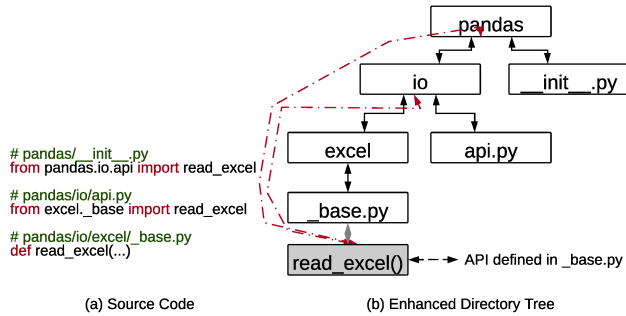 pandas
io
__init__.py
excel
api.py
_base.py
read_excel()
API defined in _base.py
# pandas/__init__.py
from pandas.io.api import read_excel
# pandas/io/api.py
from excel._base import read_excel
# pandas/io/excel/_base.py
def read_excel(...)
(a) Source Code
(b) Enhanced Directory Tree